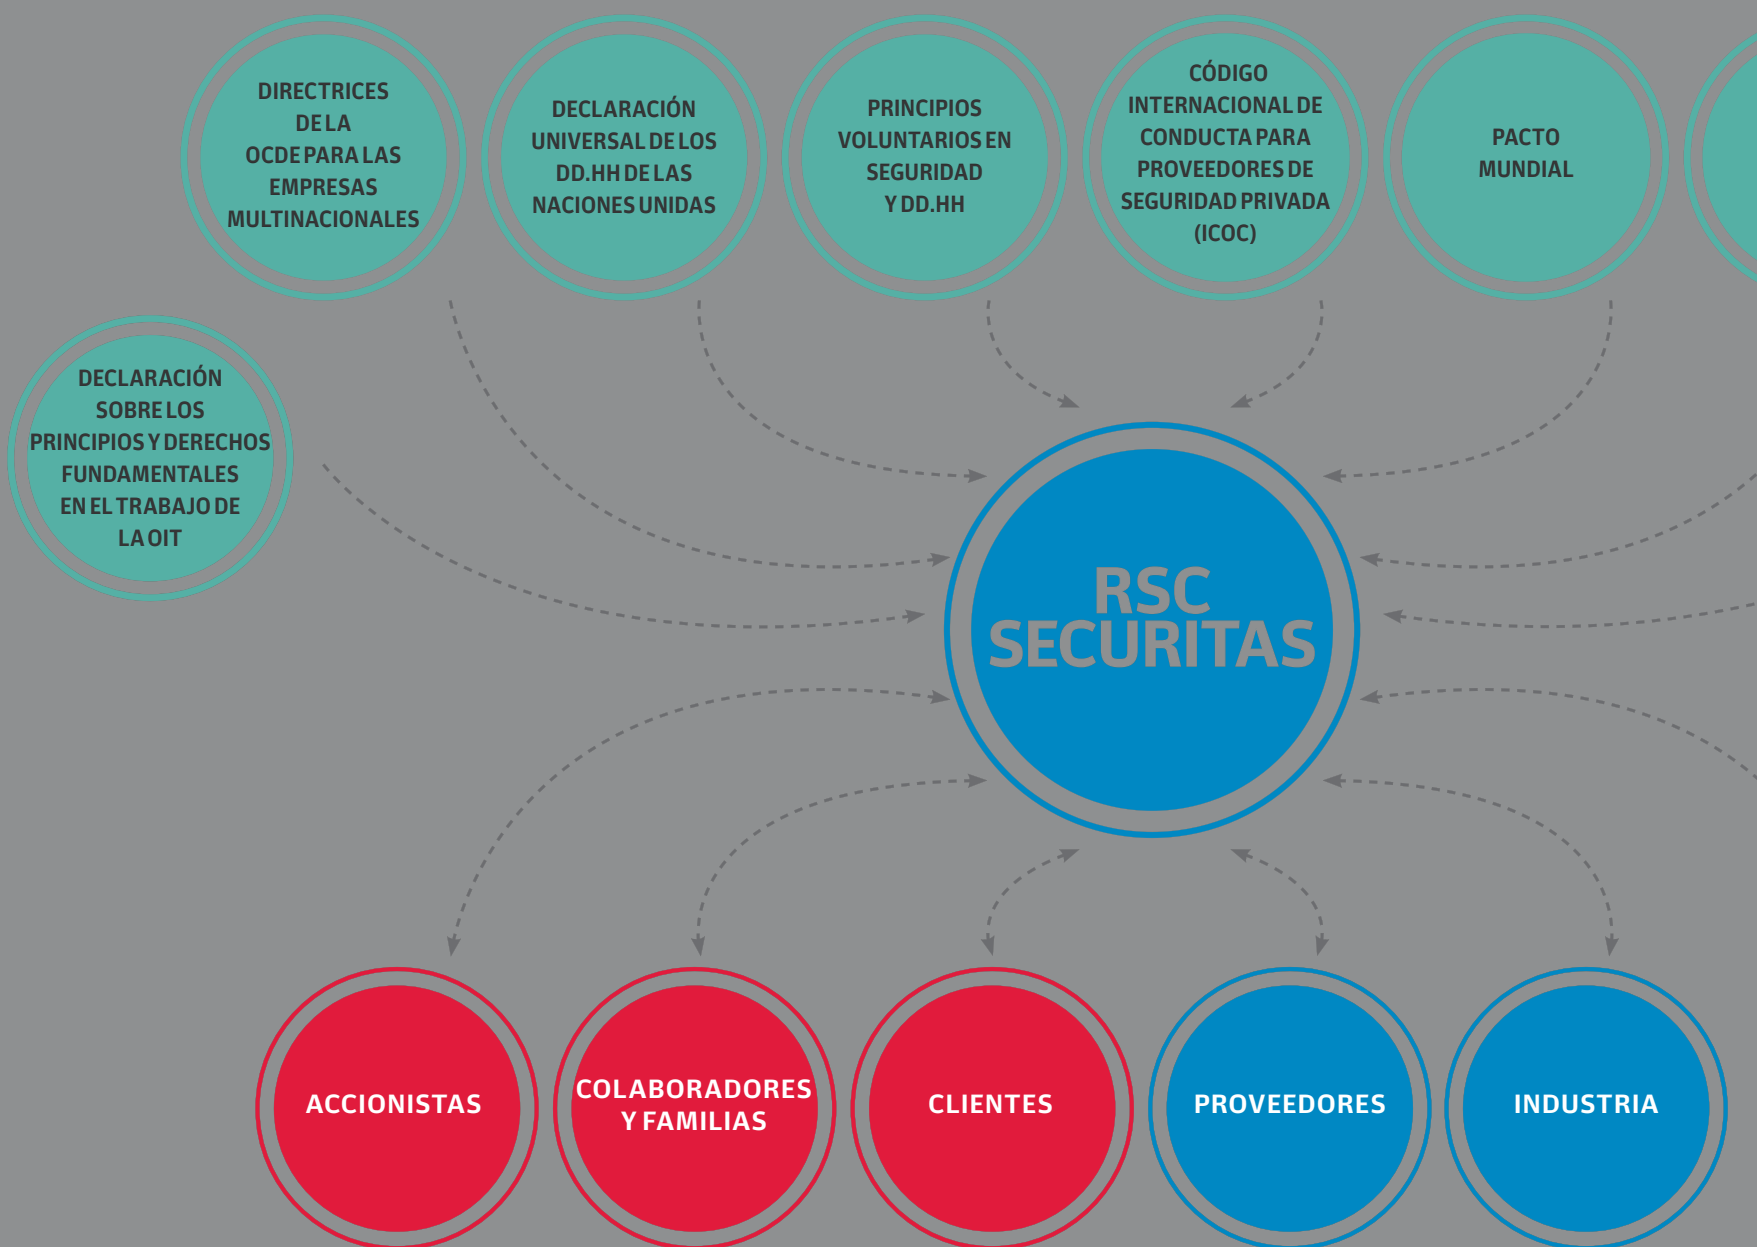 DIRECTRICES
DE LA
OCDE PARA LAS
EMPRESAS
MULTINACIONALES
DECLARACIÓN
UNIVERSAL DE LOS
DD.HH DE LAS
NACIONES UNIDAS
PRINCIPIOS
VOLUNTARIOS EN
SEGURIDAD
Y DD.HH
CÓDIGO
INTERNACIONAL DE
CONDUCTA PARA
PROVEEDORES DE
SEGURIDAD PRIVADA
(ICOC)
PACTO
MUNDIAL
DECLARACIÓN
SOBRE LOS
PRINCIPIOS Y DERECHOS
FUNDAMENTALES
EN EL TRABAJO DE
LA OIT
RSC
SECURITAS
ACCIONISTAS
COLABORADORES
Y FAMILIAS
CLIENTES
PROVEEDORES
INDUSTRIA